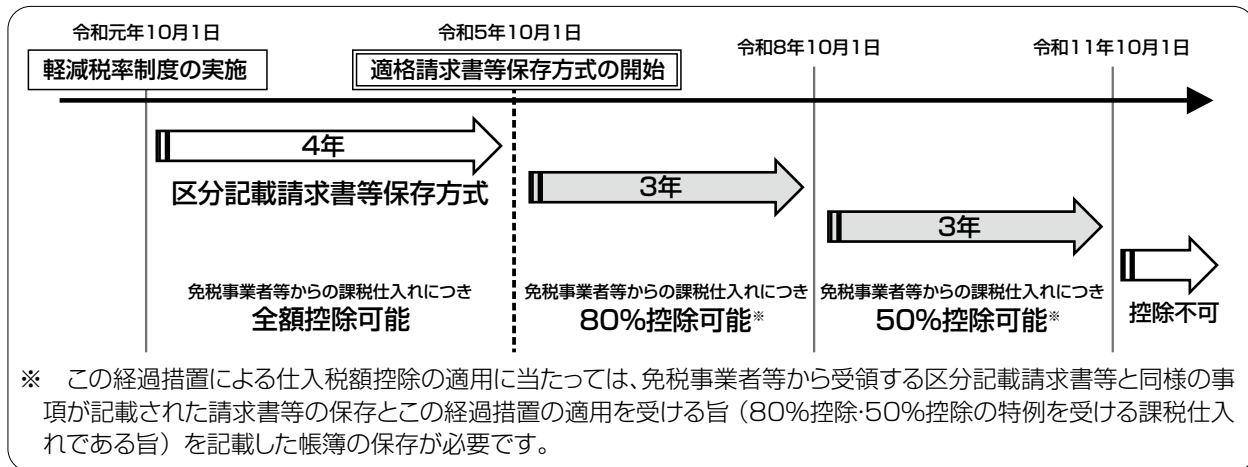 令和元年10月1日
令和5年10月1日
令和8年10月1日
令和11年10月1日
軽減税率制度の実施
適格請求書等保存方式の開始
4年
区分記載請求書等保存方式
3年
3年
免税事業者等からの課税仕入れにつき
全額控除可能
免税事業者等からの課税仕入れにつき
80%控除可能※
免税事業者等からの課税仕入れにつき
50%控除可能※
控除不可
※　この経過措置による仕入税額控除の適用に当たっては、免税事業者等から受領する区分記載請求書等と同様の事
項が記載された請求書等の保存とこの経過措置の適用を受ける旨（80%控除・50%控除の特例を受ける課税仕入
れである旨）を記載した帳簿の保存が必要です。